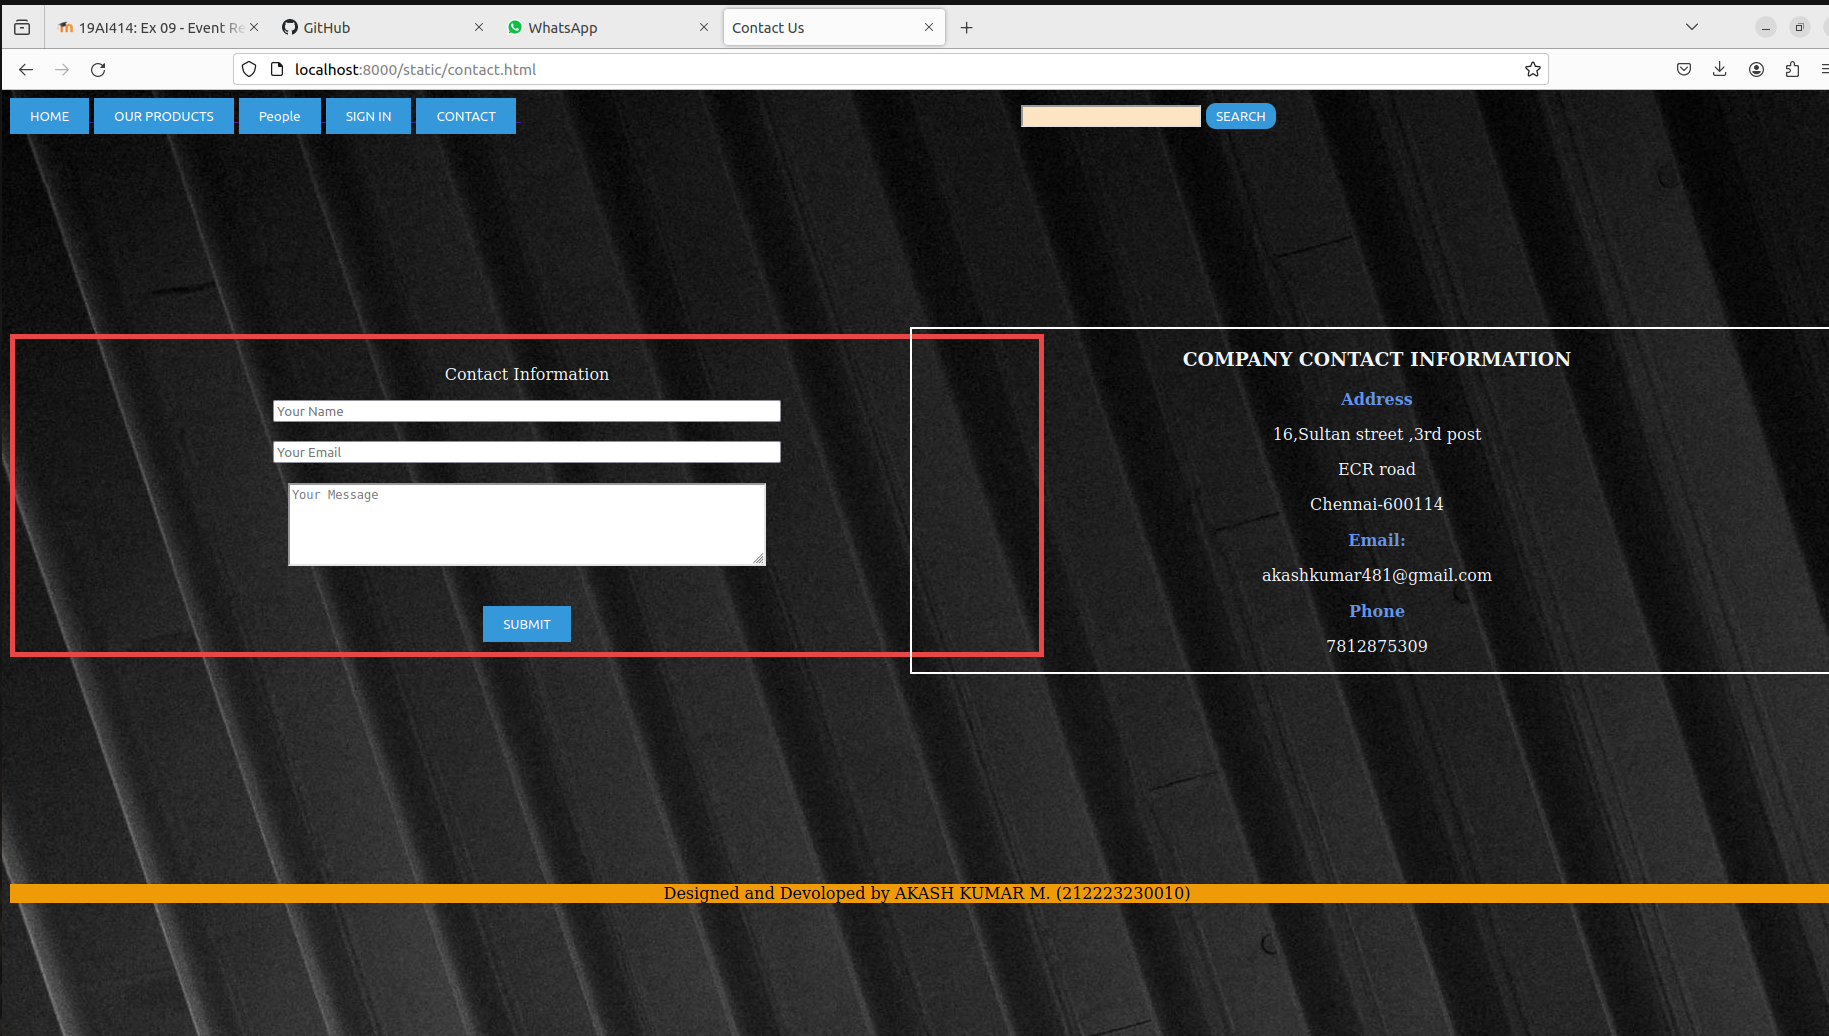 19AI414: Ex 09 - Event Re
GitHub
WhatsApp
Contact Us
localhost:8000/static/contact.html
HOME
OUR PRODUCTS
People
SIGN IN
CONTACT
SEARCH
Contact Information
Your Name
Your Email
Your Message
SUBMIT
COMPANY CONTACT INFORMATION
Address
16,Sultan street ,3rd post
ECR road
Chennai-600114
Email:
akashkumar481@gmail.com
Phone
7812875309
Designed and Devoloped by AKASH KUMAR M. (212223230010)